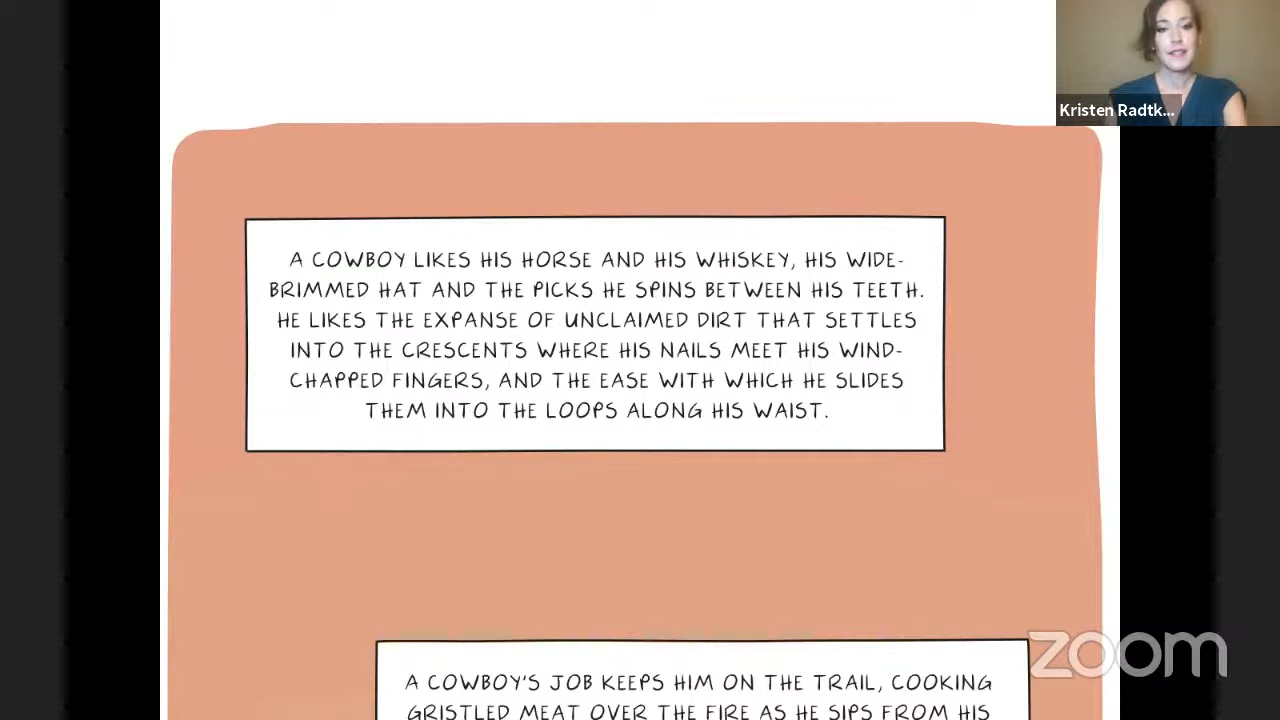 Kristen Radtk...
A COWBOY LIKES HIS HORSE AND HIS WHISKEY, HIS WIDE-
BRIMMED HAT AND THE PICKS HE SPINS BETWEEN HIS TEETH.
HE LIKES THE EXPANSE OF UNCLAIMED DIRT THAT SETTLES
INTO THE CRESCENTS WHERE HIS NAILS MEET HIS WIND-
CHAPPED FINGERS, AND THE EASE WITH WHICH HE SLIDES
THEM INTO THE LOOPS ALONG HIS WAIST.
A COWBOY'S JOB KEEPS HIM ON THE TRAIL, COOKING
GRISTLED MEAT OVER THE FIRE AS HE SIPS FROM HIS
zoom